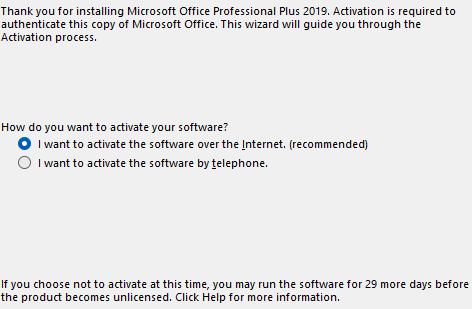 Thank you for installing Microsoft Office Professional Plus 2019. Activation is required to
authenticate this copy of Microsoft Office. This wizard will guide you through the
Activation process.
How do you want to activate your software?
I want to activate the software over the Internet. (recommended)
I want to activate the software by telephone.
If you choose not to activate at this time, you may run the software for 29 more days before
the product becomes unlicensed. Click Help for more information.